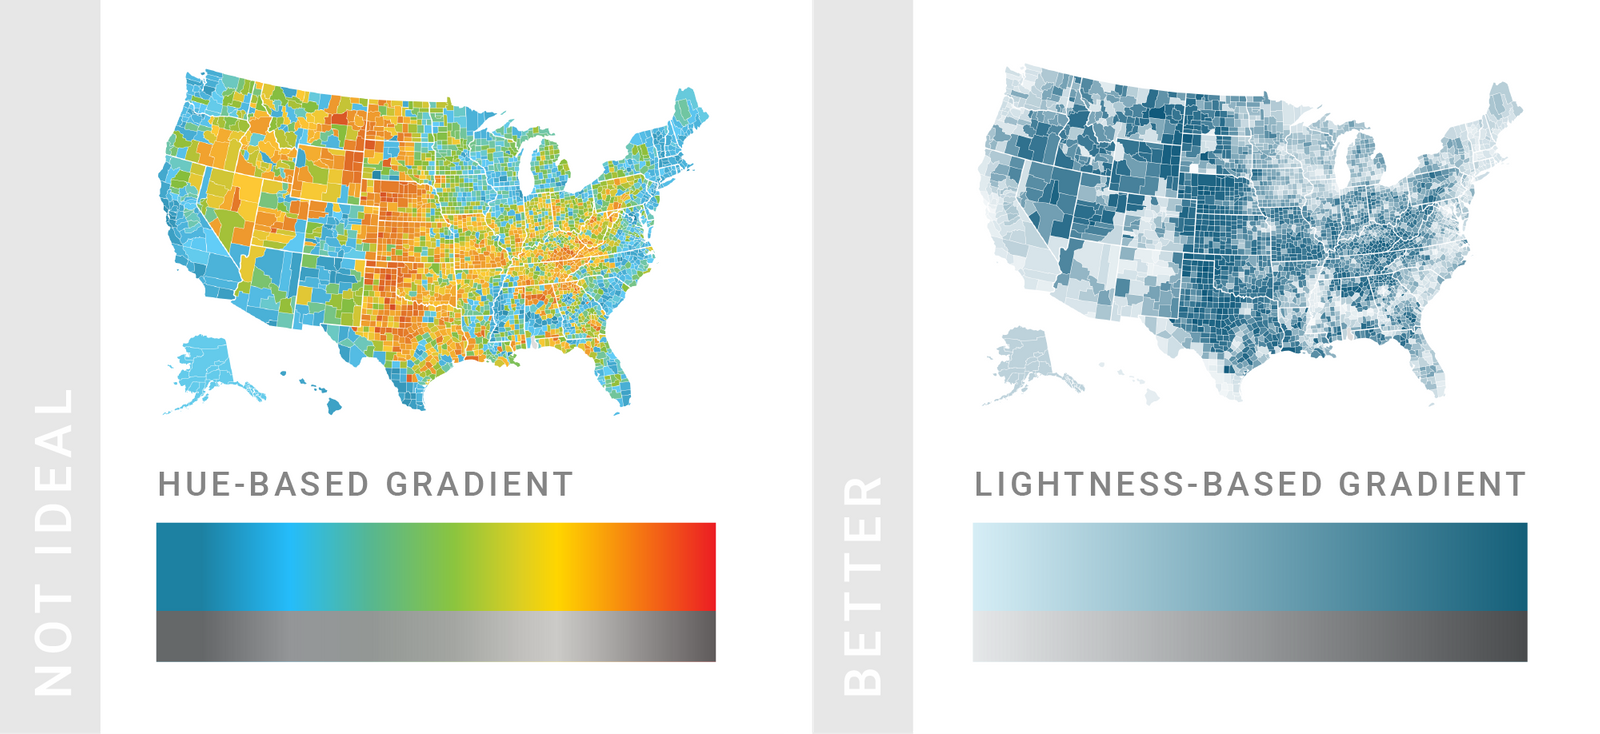 NOT IDEAL
HUE-BASED GRADIENT
BETTER
LIGHTNESS-BASED GRADIENT